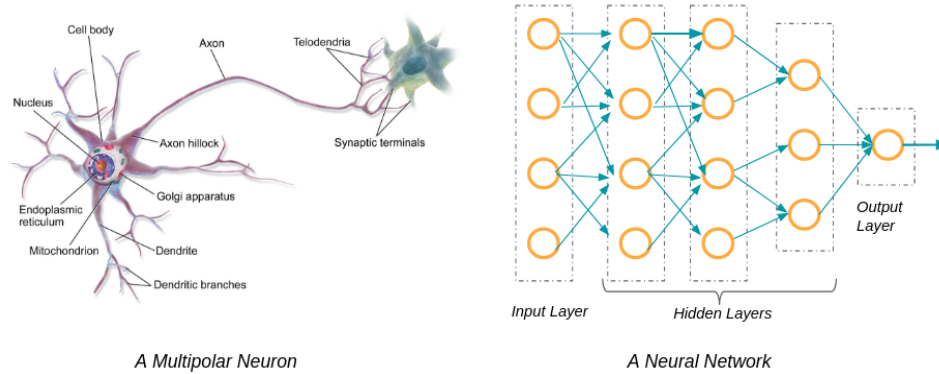 Cell body
Axon
Telodendria
Nucleus
Axon hillock
Synaptic terminals
Golgi apparatus
Endoplasmic
reticulum
Mitochondrion
Dendrite
Dendritic branches
A Multipolar Neuron
Output
Layer
Input Layer
Hidden Layers
A Neural Network